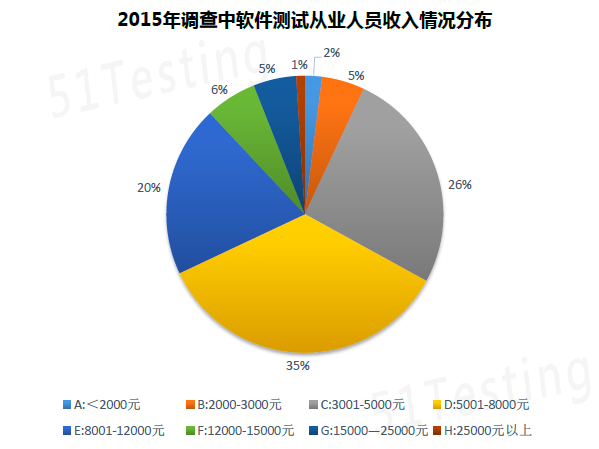 2015年调查中软件测试从业人员收入情况分布
51Testing
1%
2%
5%
5%
6%
26%
20%
35%
51Testing
A:＜2000元
B:2000-3000元
C:3001-5000元
D:5001-8000元
E:8001-12000元
F:12000-15000元
G:15000—25000元
H:25000元以上